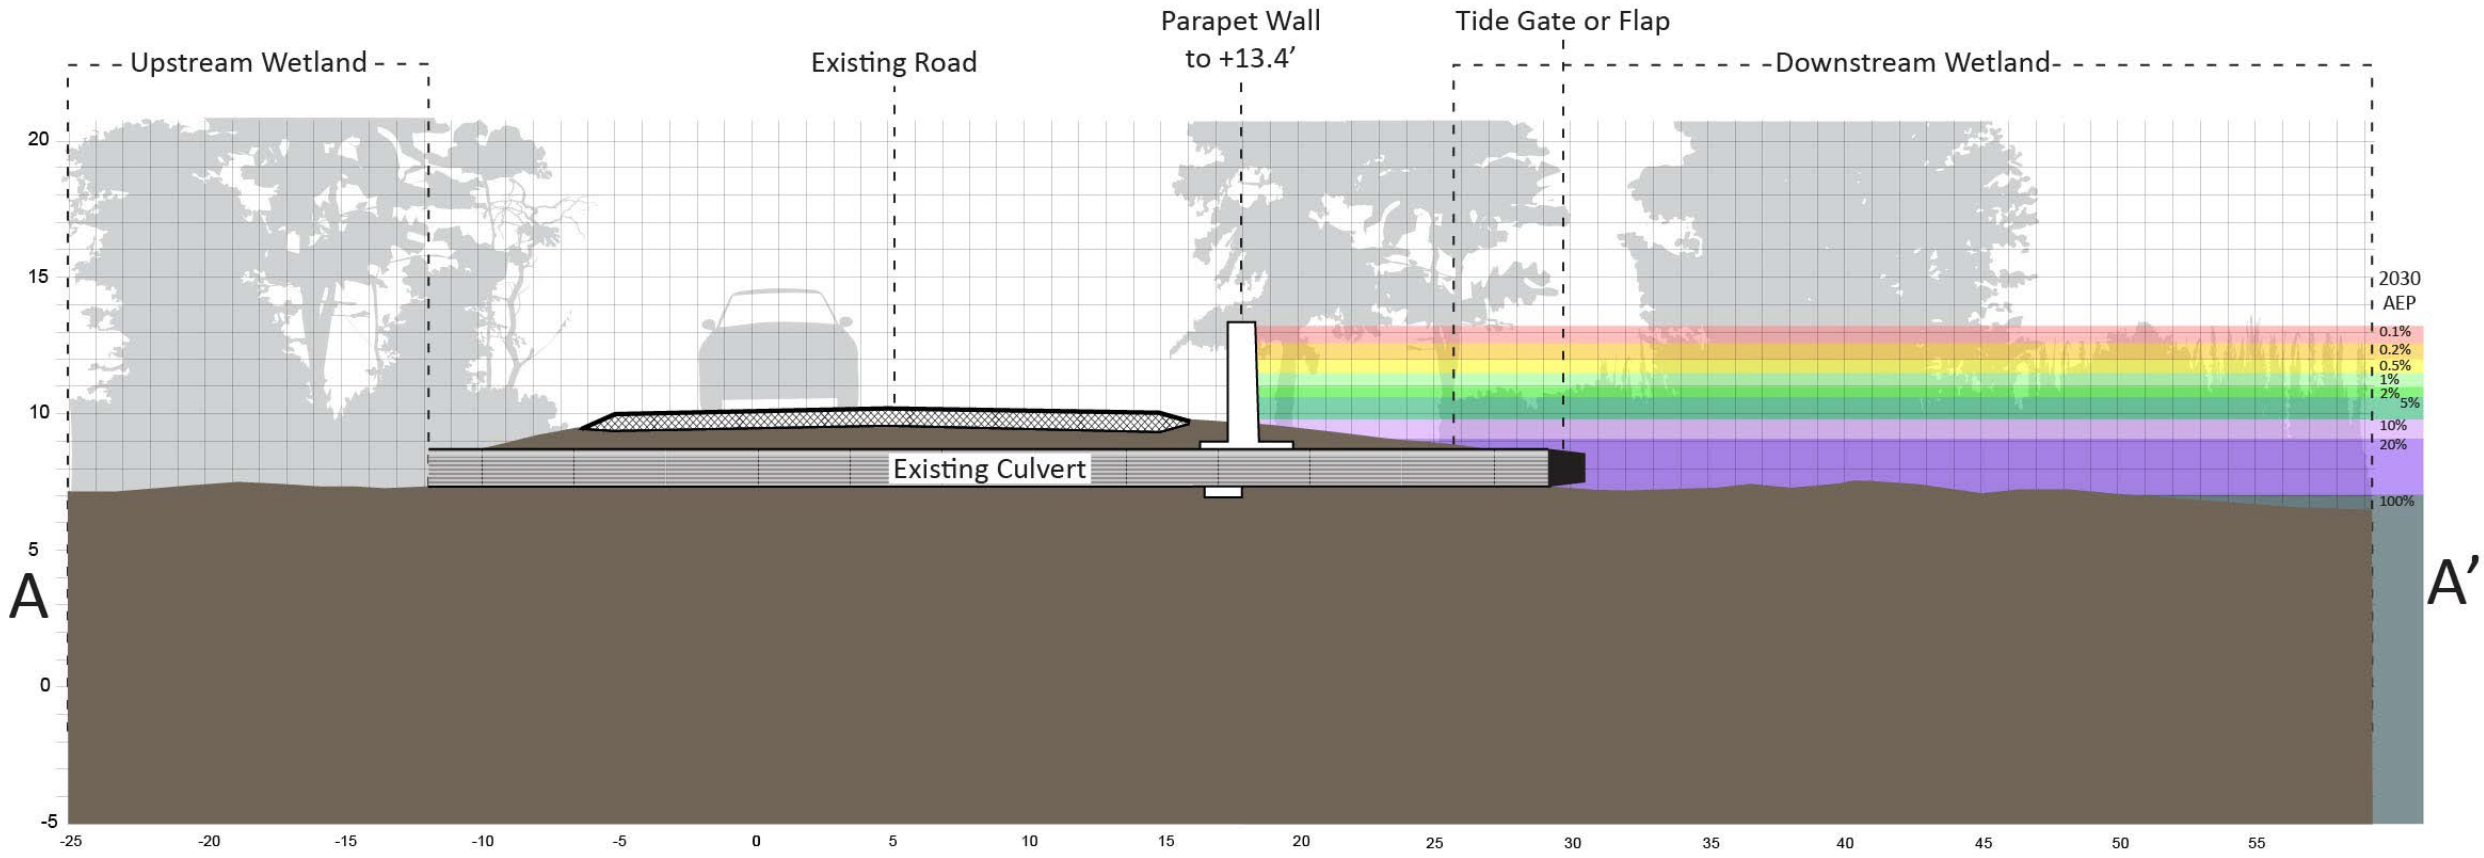 Parapet Wall
to +13.4’
Tide Gate or Flap
Upstream Wetland
Existing Road
Downstream Wetland
20
15
10
5
0
-5
2030
AEP
0.1%
0.2%
0.5%
1%
2%
5%
10%
20%
100%
Existing Culvert
A
A’
-25 -20 -15 -10 -5 0 5 10 15 20 25 30 35 40 45 50 55